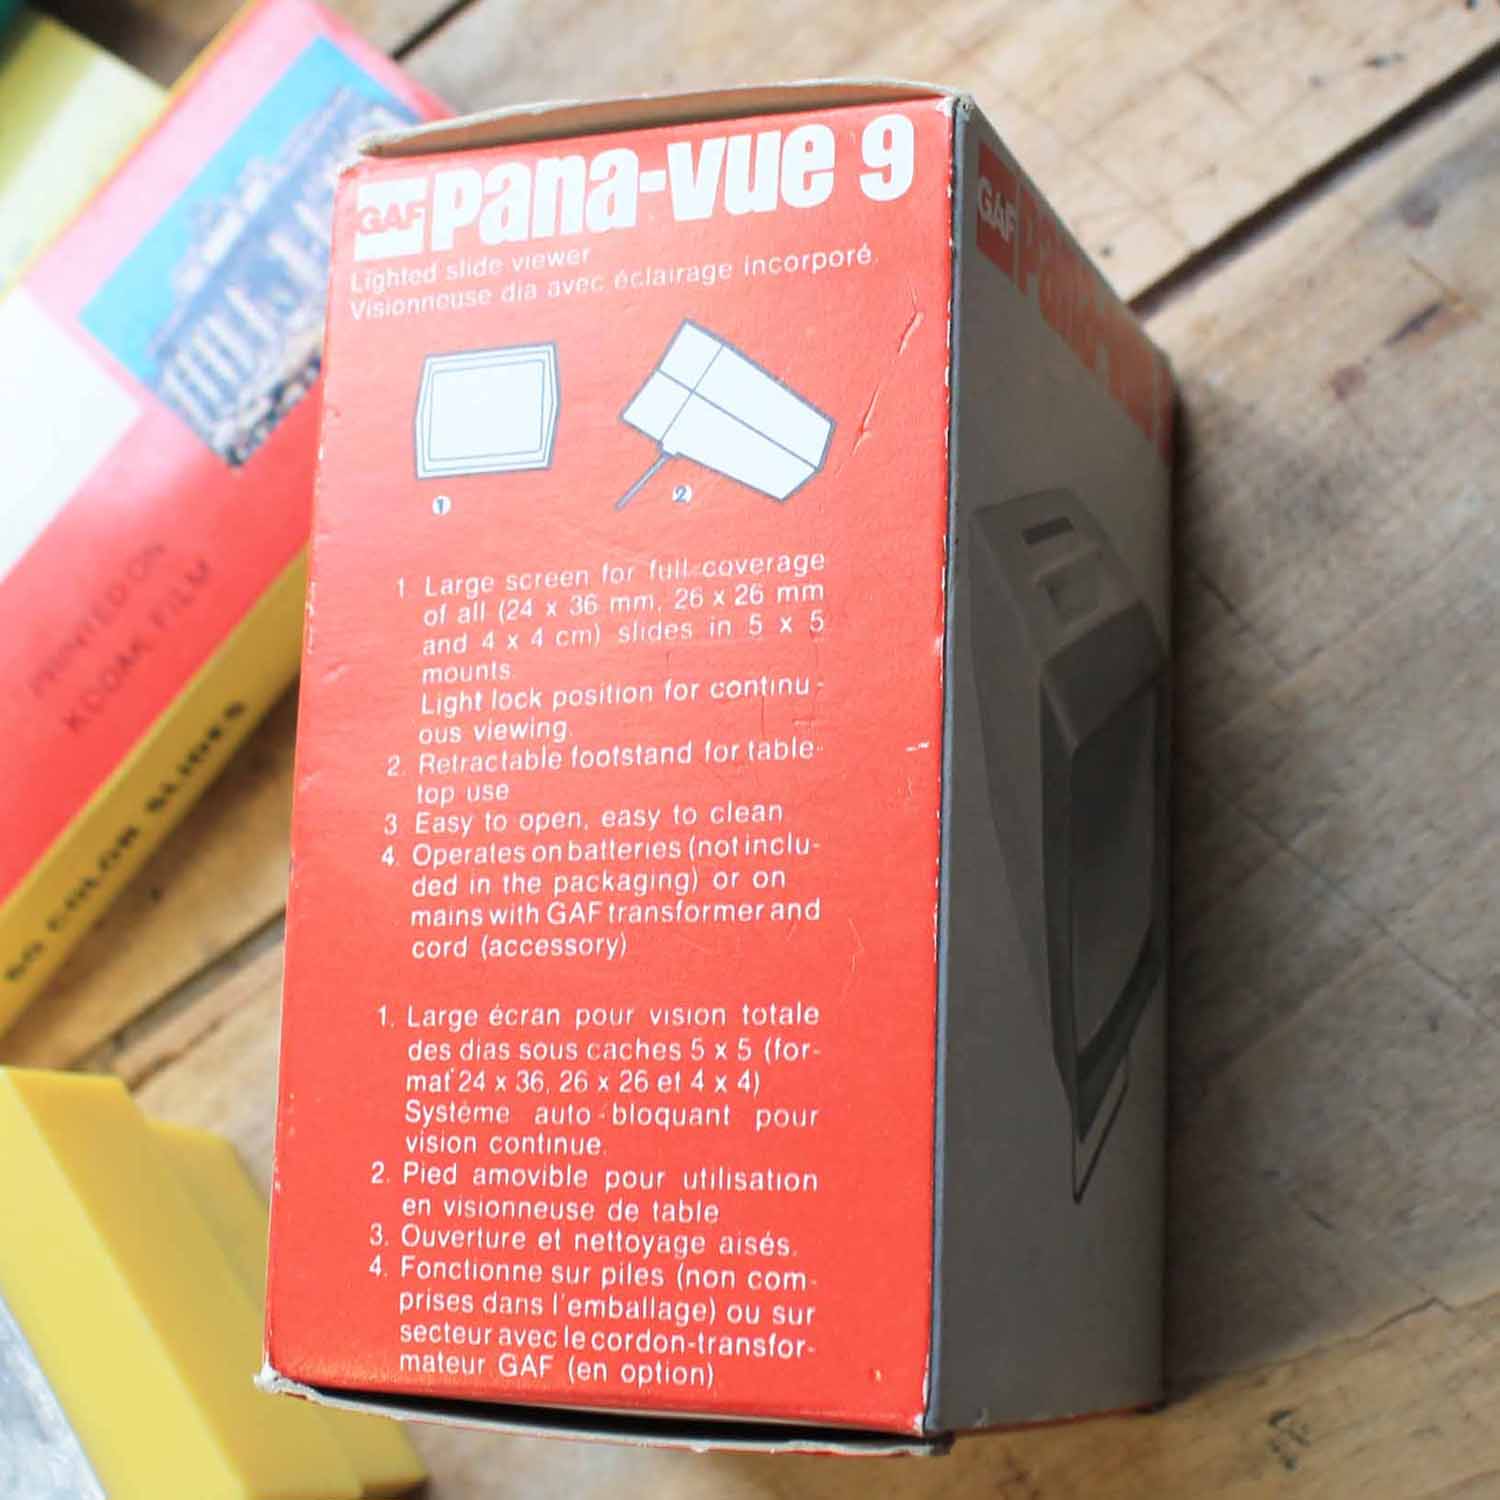 GAF pana-vue 9
Lighted slide viewer
Visionneuse dia avec éclairage incorporé.
1
2
1 Large screen for full coverage
of all (24 x 36 mm, 26 x 26 mm
and 4 x 4 cm) slides in 5 x 5
mounts.
Light lock position for continu-
ous viewing.
2. Retractable footstand for table-
top use
3 Easy to open, easy to clean
4. Operates on batteries (not inclu-
ded in the packaging) or on
mains with GAF transformer and
cord (accessory)
1. Large écran pour vision totale
des dias sous caches 5 x 5 (for-
mat 24 x 36, 26 x 26 et 4 x 4)
Système auto-bloquant pour
vision continue.
2. Pied amovible pour utilisation
en visionneuse de table
3. Ouverture et nettoyage aisés.
4. Fonctionne sur piles (non com-
prises dans l'emballage) ou sur
secteur avec le cordon-transfor-
mateur GAF (en option)
GAF pana-vue
PRINTED ON
KODAK FILM
COLOR SLIDES